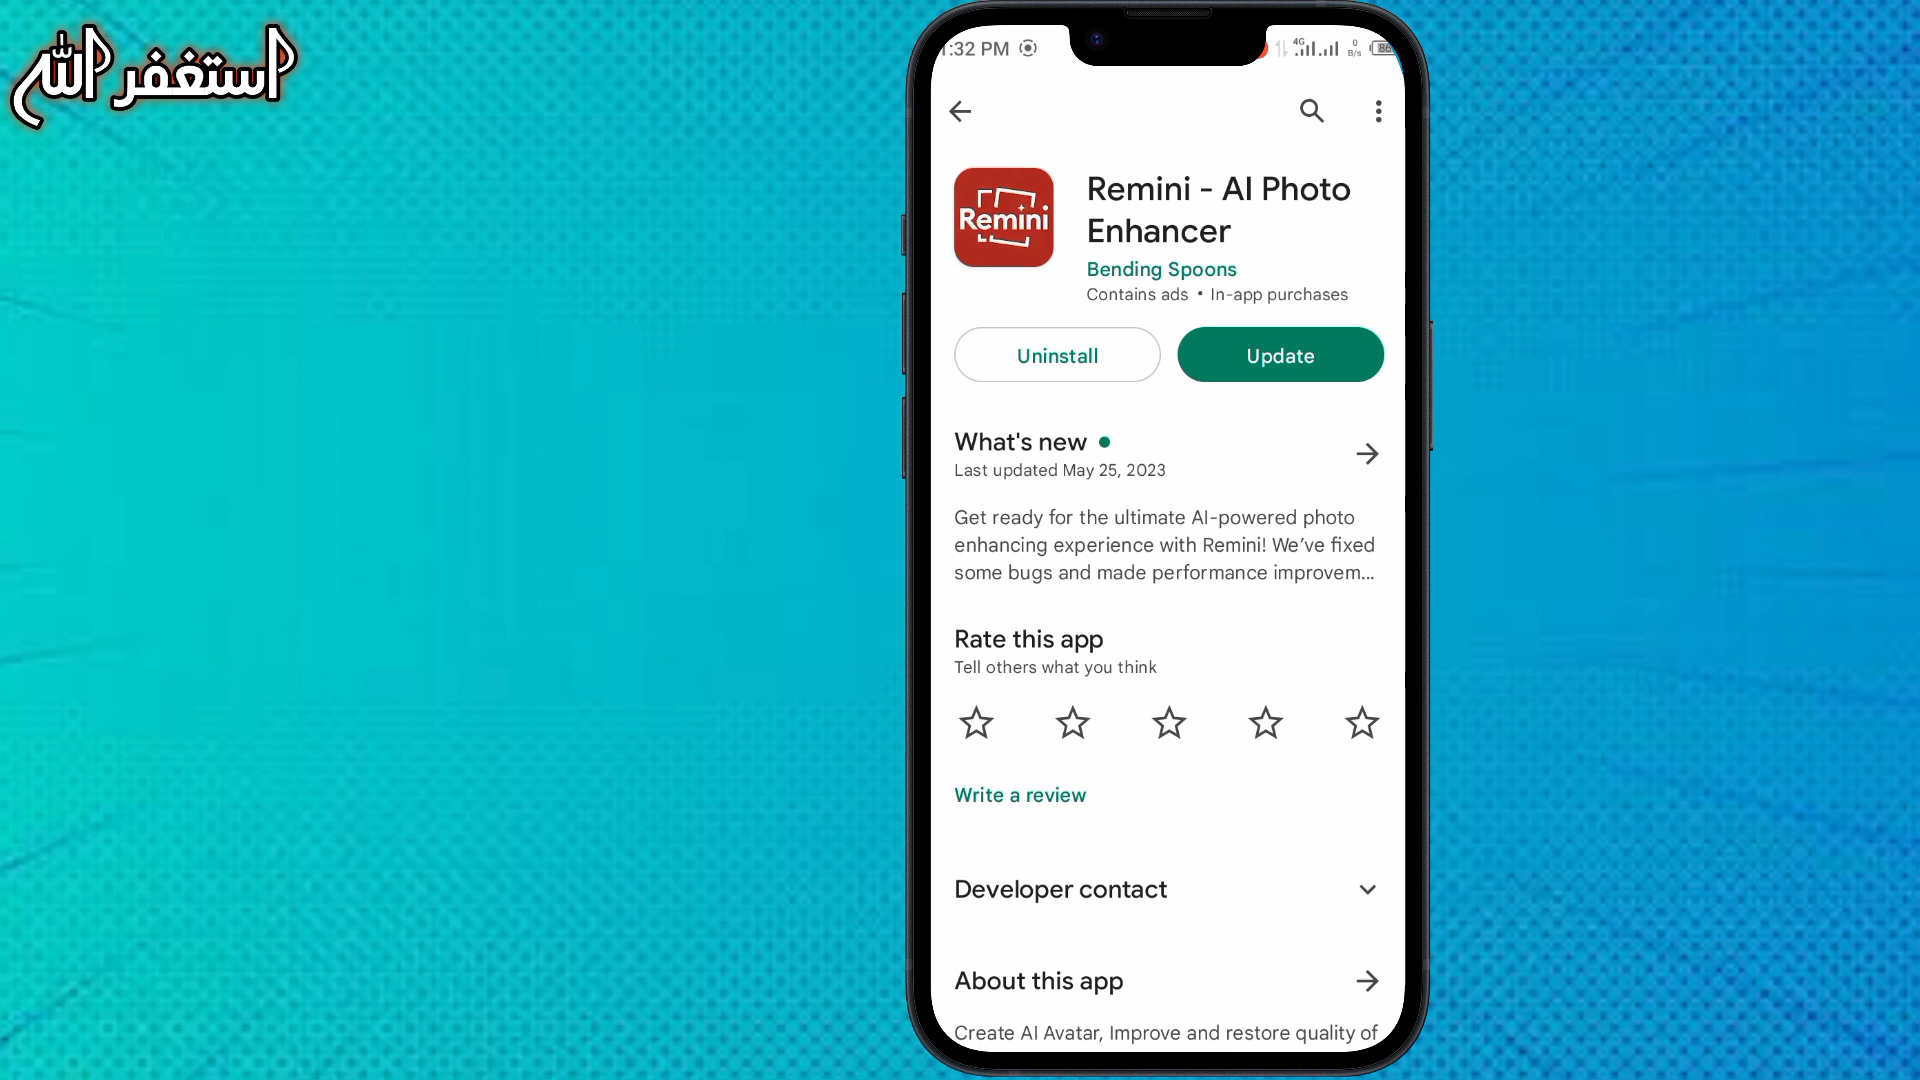 استغفر الله
:32 PM
4G
0
B/s
86
Remini
Remini - AI Photo
Enhancer
Bending Spoons
Contains ads • In-app purchases
Uninstall
Update
What's new
Last updated May 25, 2023
Get ready for the ultimate AI-powered photo
enhancing experience with Remini! We’ve fixed
some bugs and made performance improvem...
Rate this app
Tell others what you think
Write a review
Developer contact
About this app
Create AI Avatar, Improve and restore quality of